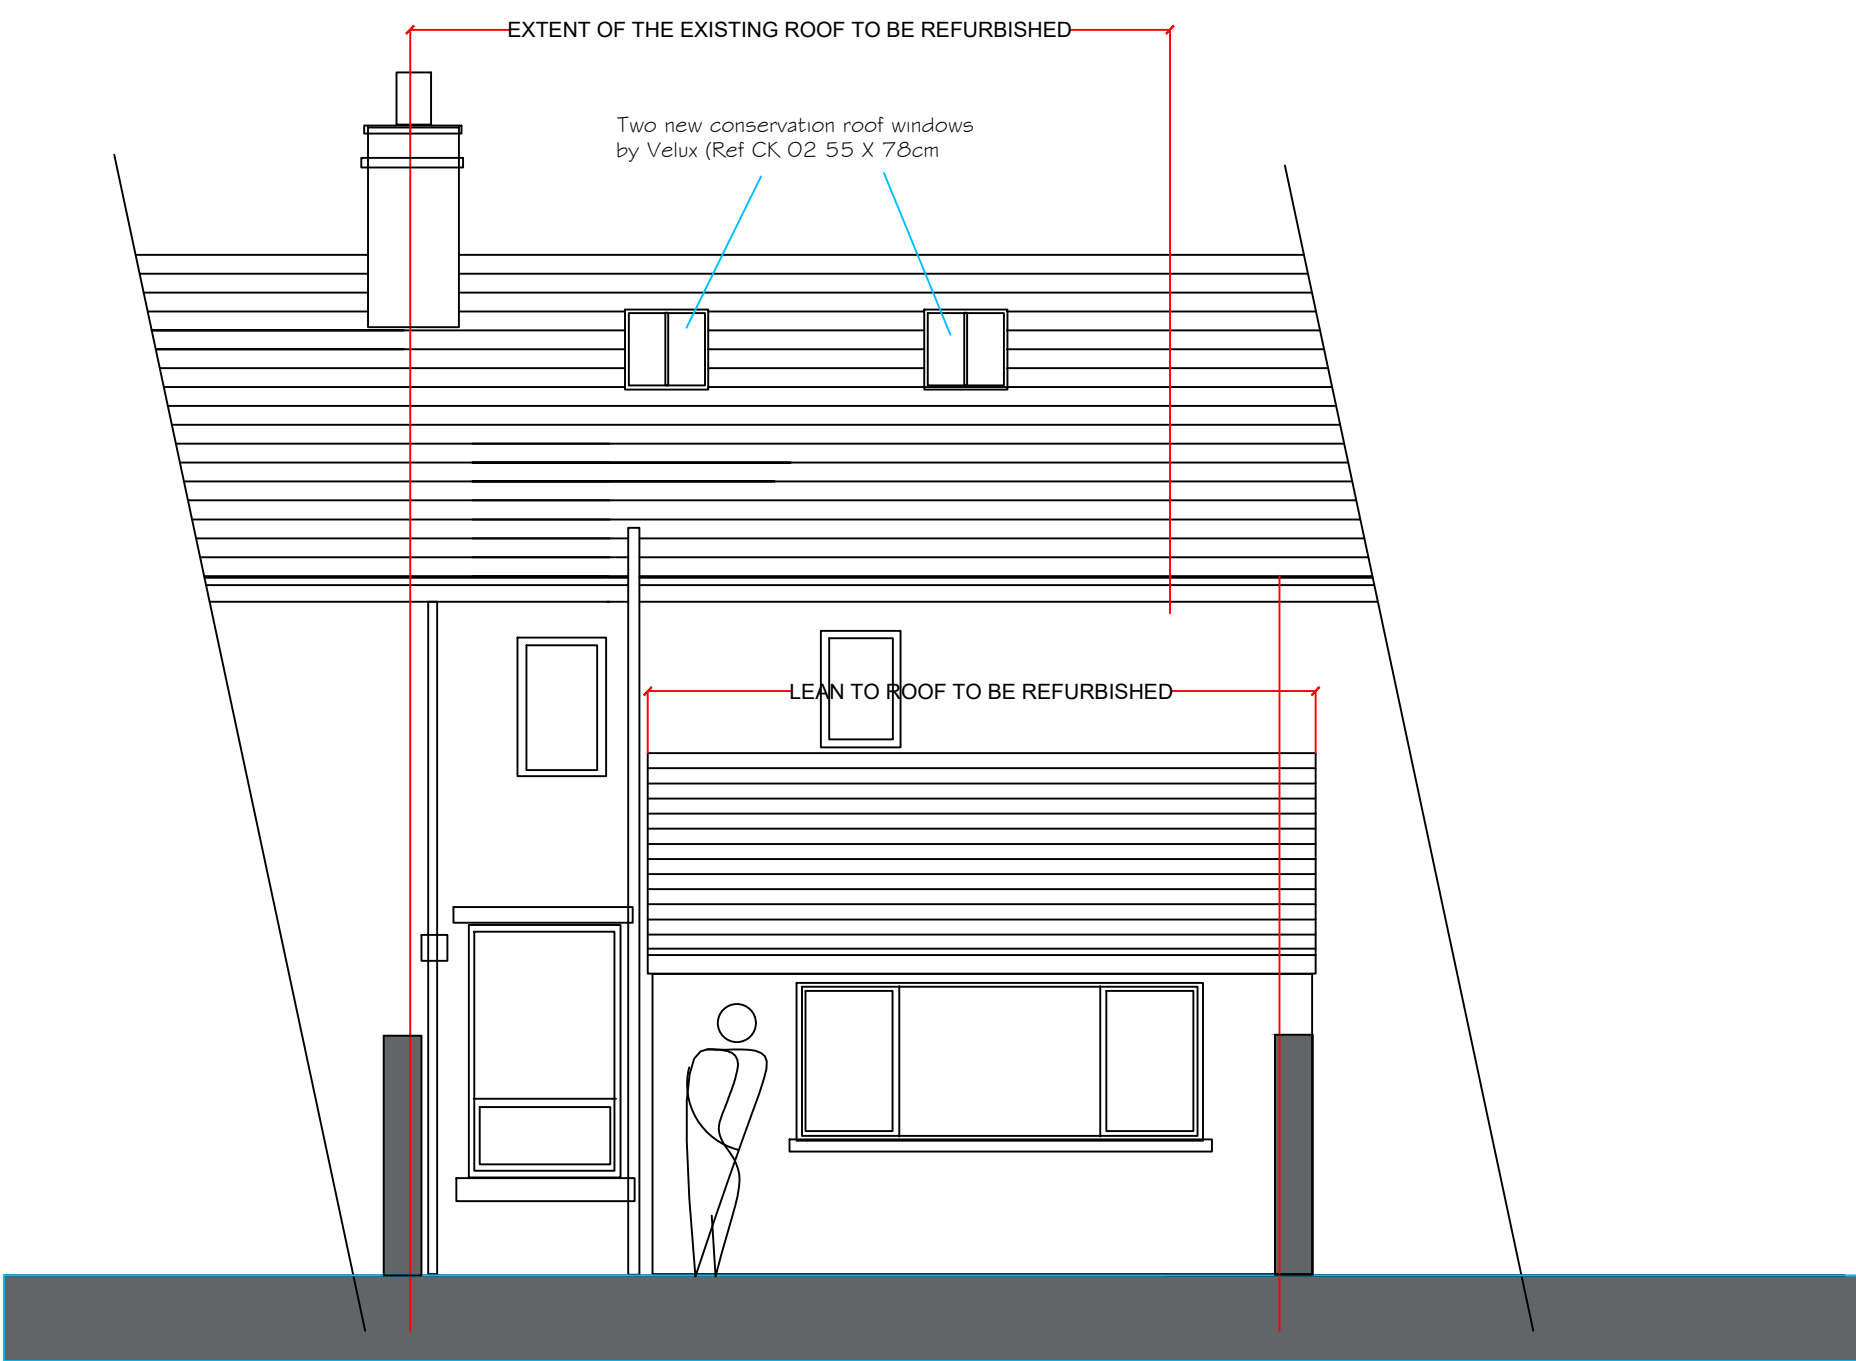 EXTENT OF THE EXISTING ROOF TO BE REFURBISHED
Two new conservation roof windows
by Velux (Ref CK 02 55 X 78cm
LEAN TO ROOF TO BE REFURBISHED